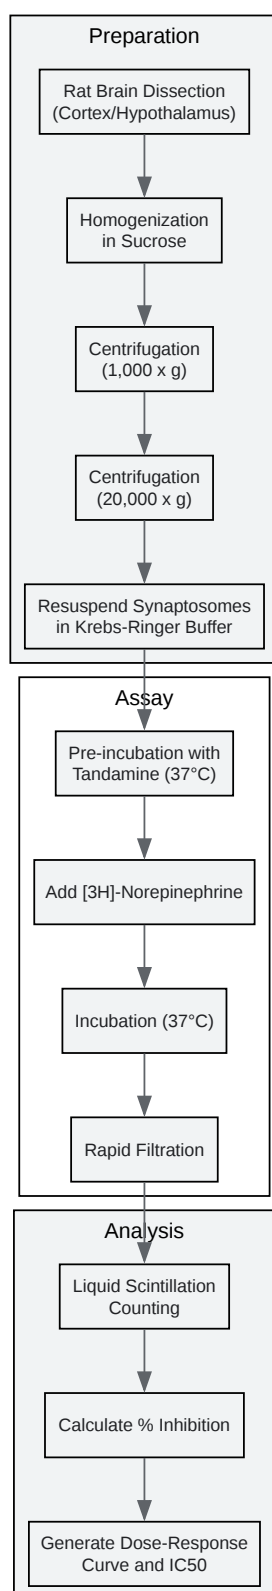 Preparation
Rat Brain Dissection
(Cortex/Hypothalamus)
Homogenization
in Sucrose
Centrifugation
(1,000 x g)
Centrifugation
(20,000 x g)
Resuspend Synaptosomes
in Krebs-Ringer Buffer
Assay
Pre-incubation with
Tandamine (37°C)
Add [3H]-Norepinephrine
Incubation (37°C)
Rapid Filtration
Analysis
Liquid Scintillation
Counting
Calculate % Inhibition
Generate Dose-Response
Curve and IC50